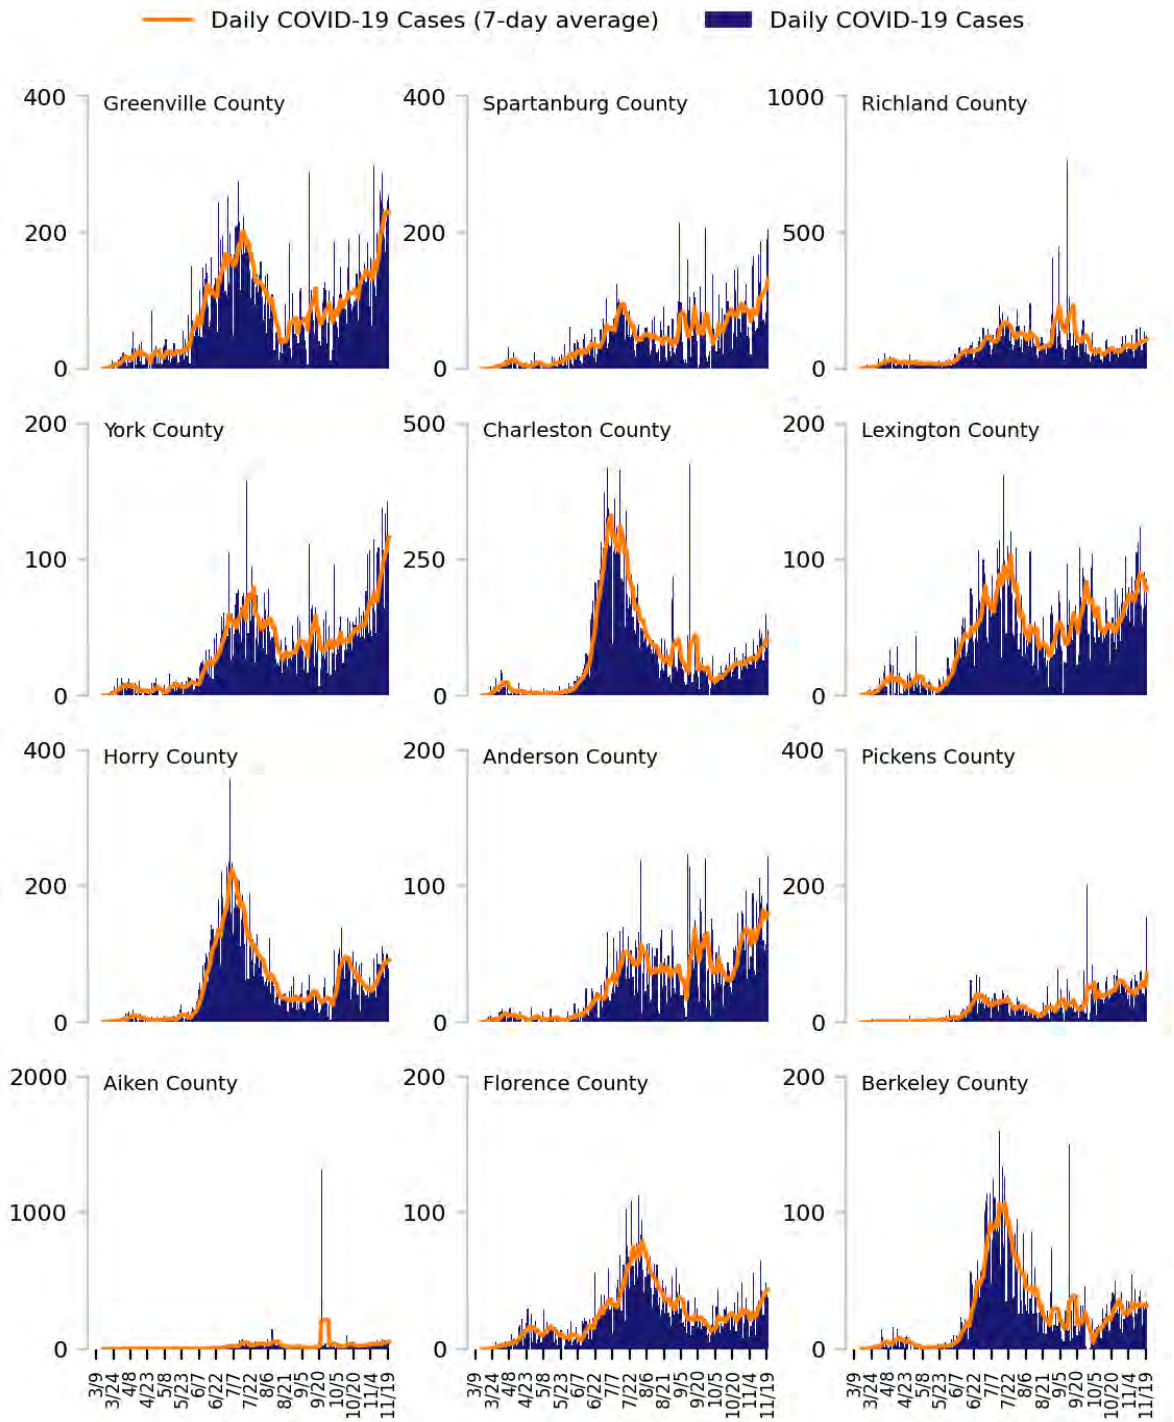 Daily COVID-19 Cases (7-day average) Daily COVID-19 Cases
400 Greenville County 400 Spartanburg County 1000 Richland County
200 200 500
0 0 0
200 York County 500 Charleston County 200 Lexington County
100 250 100
0 0 0
400 Horry County 200 Anderson County 400 Pickens County
200 100 200
0 0 0
2000 Aiken County 200 Florence County 200 Berkeley County
1000 100 100
0 0 0
3/9 3/24 4/8 4/23 5/8 5/23 6/7 6/22 7/7 7/22 8/6 8/21 9/5 9/20 10/5 10/20 11/4 11/19 3/9 3/24 4/8 4/23 5/8 5/23 6/7 6/22 7/7 7/22 8/6 8/21 9/5 9/20 10/5 10/20 11/4 11/19 3/9 3/24 4/8 4/23 5/8 5/23 6/7 6/22 7/7 7/22 8/6 8/21 9/5 9/20 10/5 10/20 11/4 11/19